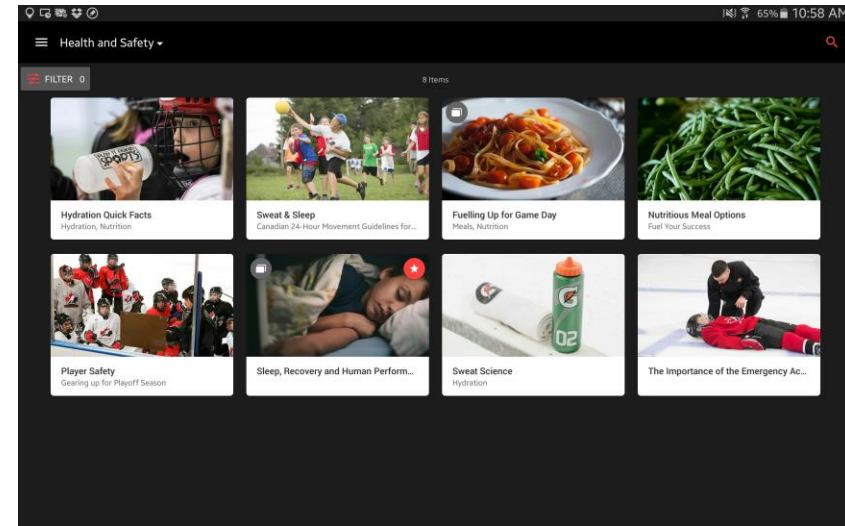 65% 10:58 AM
Health and Safety
FILTER 0
8 Items
Hydration Quick Facts
Hydration, Nutrition
Sweat & Sleep
Canadian 24-Hour Movement Guidelines for...
Fuelling Up for Game Day
Meals, Nutrition
Nutritious Meal Options
Fuel Your Success
Player Safety
Gearing up for Playoff Season
Sleep, Recovery and Human Perform...
G
02
Sweat Science
Hydration
The Importance of the Emergency Ac...